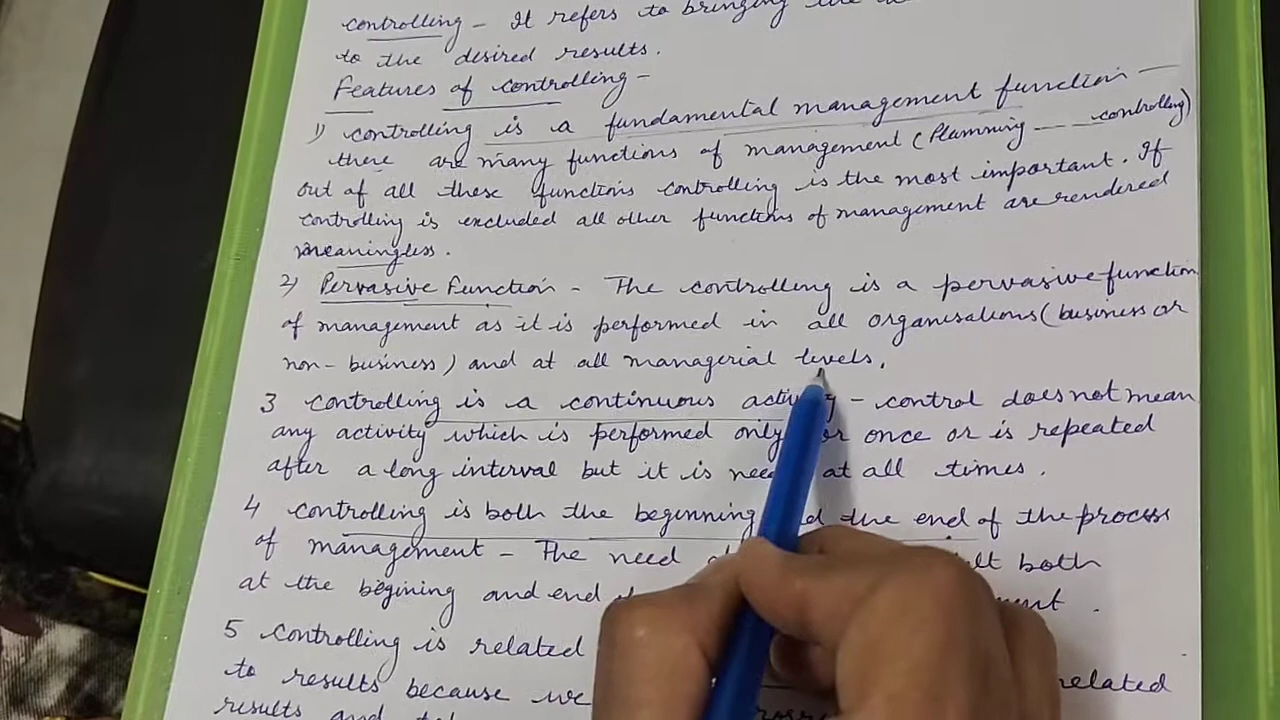 controlling - It refers to bringing the
to the desired results.
Features of controlling -
1) controlling is a fundamental management function -
there are many functions of management (Planning ___ controlling)
out of all these functions controlling is the most important. If
controlling is excluded all other functions of management are rendered
meaningless.
2) Pervasive Function - The controlling is a pervasive function
of management as it is performed in all organisations (business or
non-business) and at all managerial levels.
3 controlling is a continuous - control does not mean
any activity which is performed only once or is repeated
after a long interval but it is at all times.
4 controlling is both the beginning the end of the process
of management - The need both
at the begining and end
5 controlling is related
to results because we related
results and